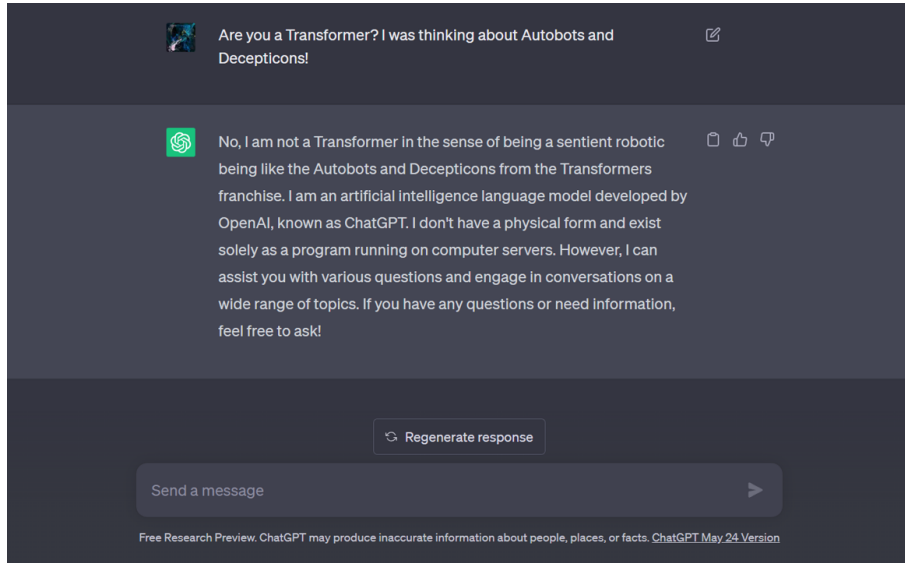 Are you a Transformer? I was thinking about Autobots and
Decepticons!
No, I am not a Transformer in the sense of being a sentient robotic
being like the Autobots and Decepticons from the Transformers
franchise. I am an artificial intelligence language model developed by
OpenAI, known as ChatGPT. I don't have a physical form and exist
solely as a program running on computer servers. However, I can
assist you with various questions and engage in conversations on a
wide range of topics. If you have any questions or need information,
feel free to ask!
Regenerate response
Send a message
Free Research Preview. ChatGPT may produce inaccurate information about people, places, or facts. ChatGPT May 24 Version